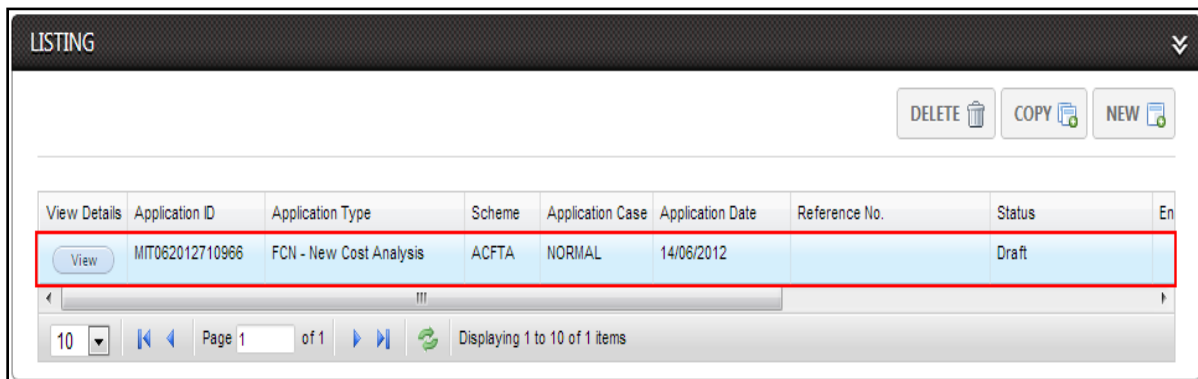 LISTING
DELETE COPY NEW
View Details Application ID Application Type Scheme Application Case Application Date Reference No. Status En
View MIT062012710966 FCN - New Cost Analysis ACFTA NORMAL 14/06/2012 Draft
10 Page 1 of 1 Displaying 1 to 10 of 1 items